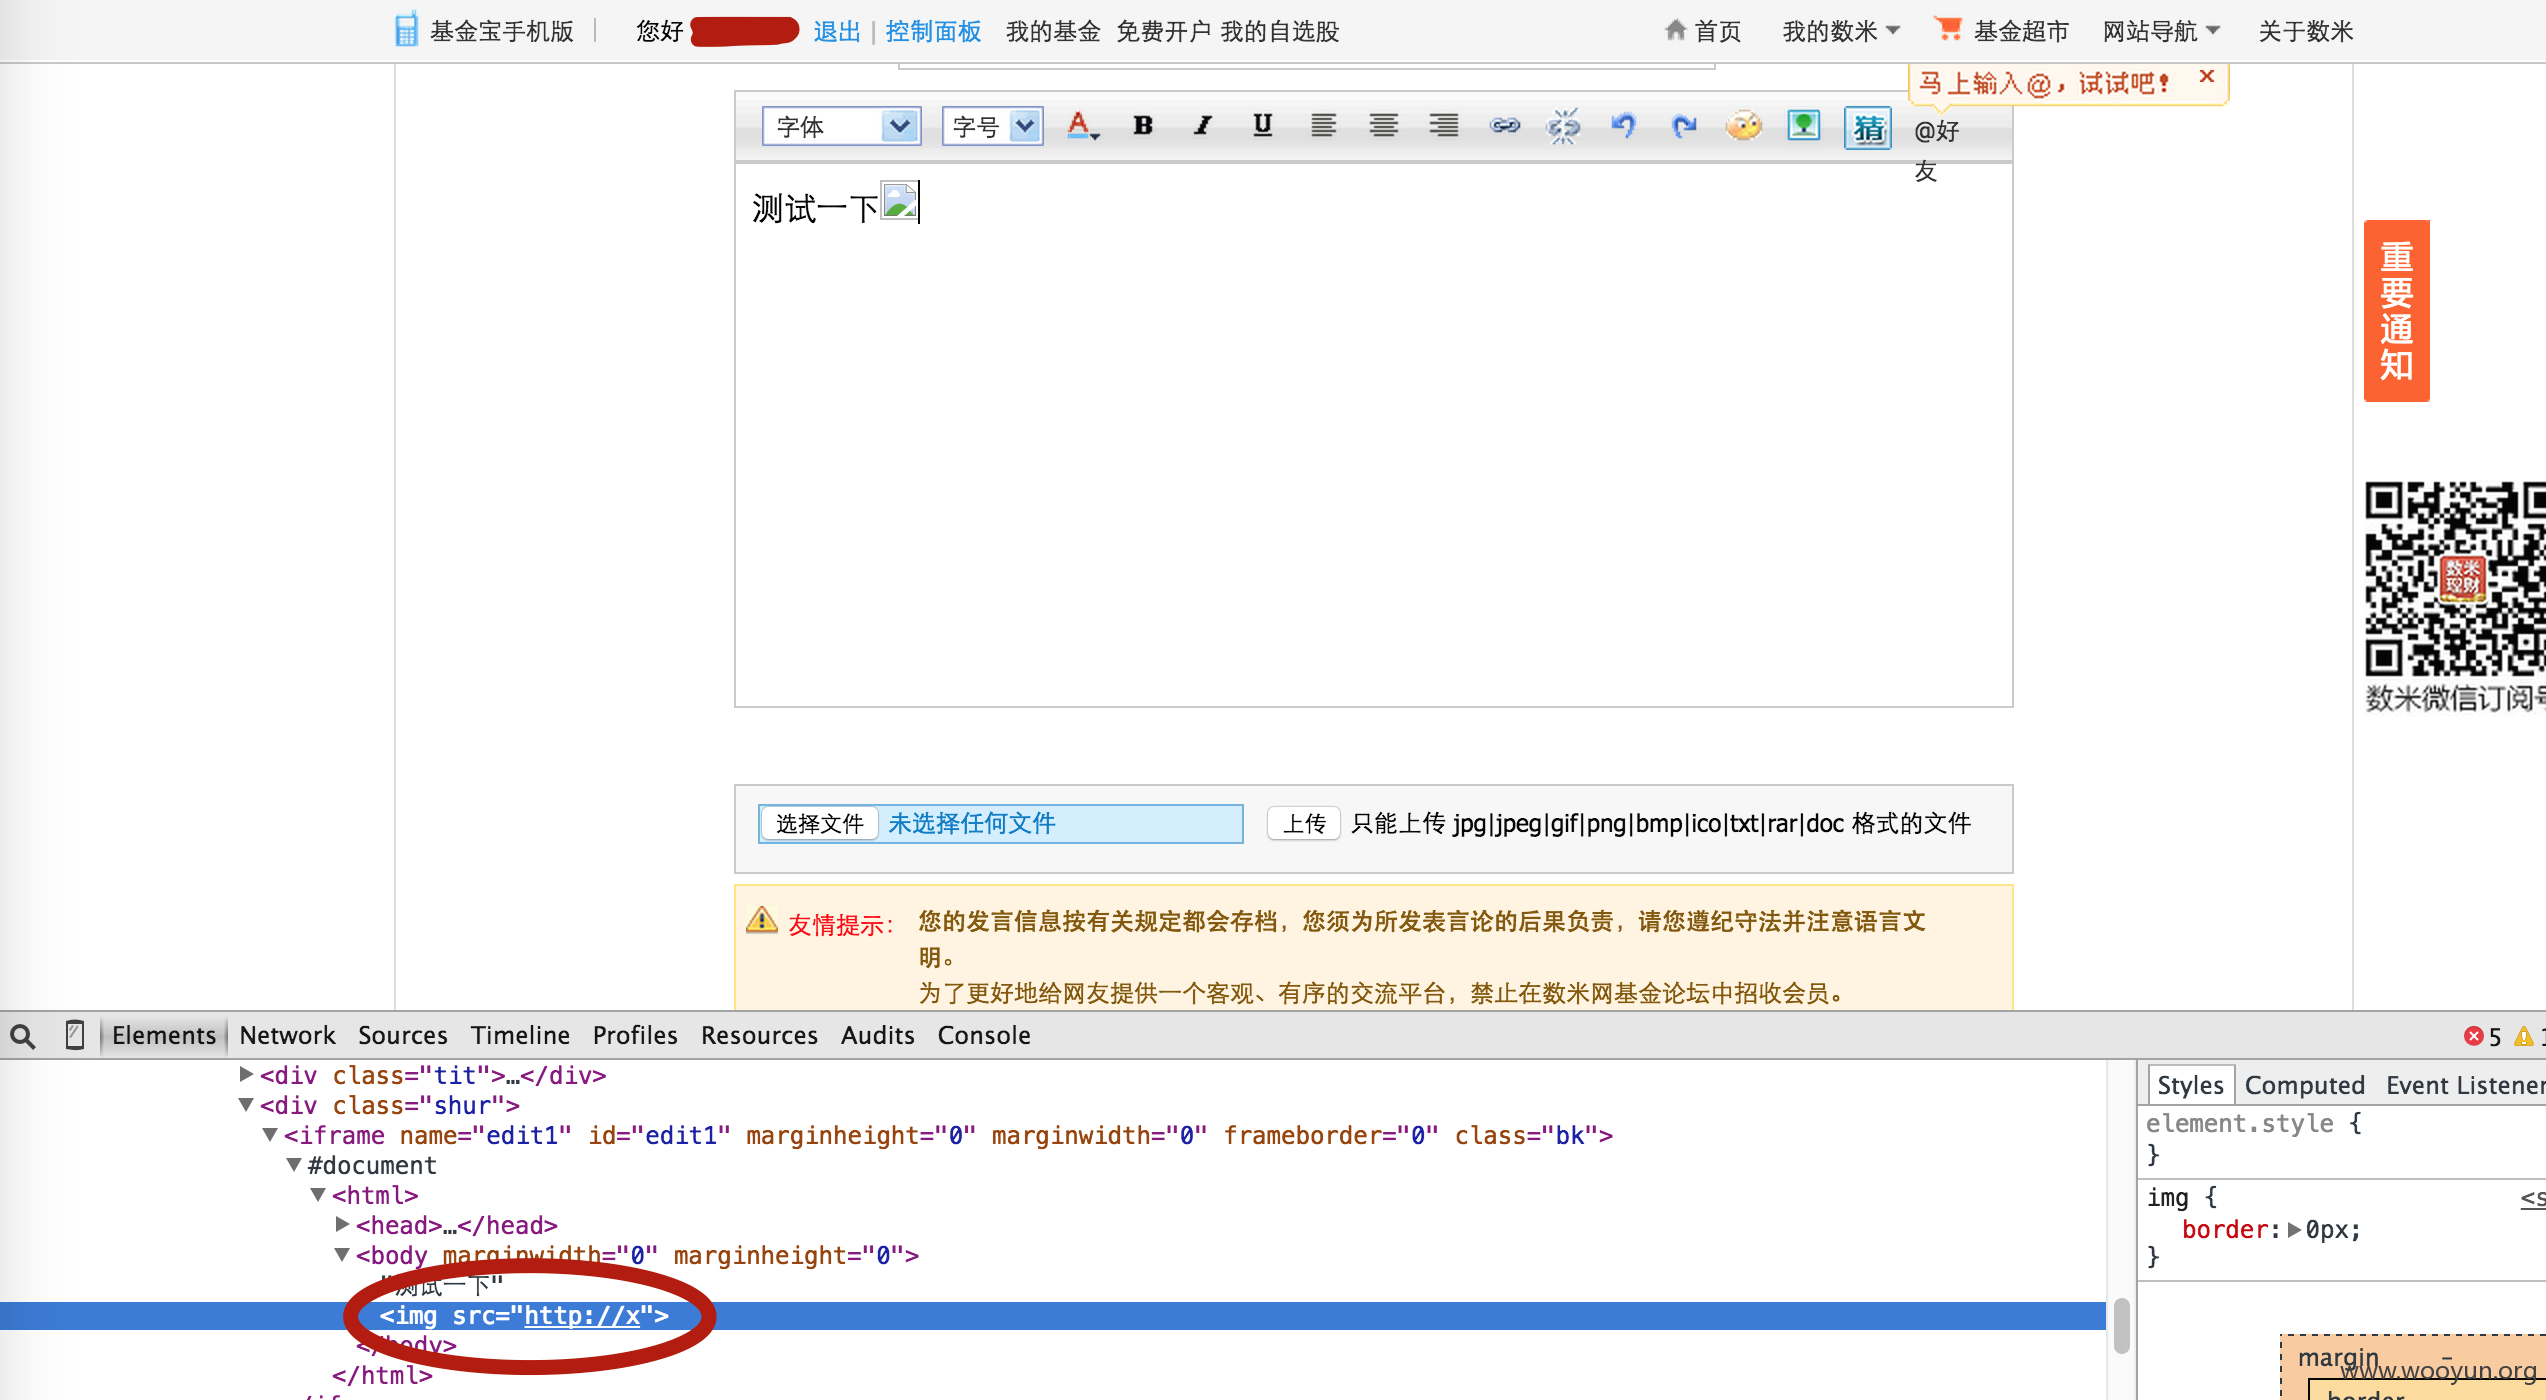 基金宝手机版 | 您好 退出 | 控制面板 我的基金 免费开户 我的自选股 首页 我的数米 基金超市 网站导航 关于数米
马上输入@，试试吧！ ×
字体 字号 A B I U 猜 @好
友
测试一下
重
要
通
知
数米
理财
数米微信订阅号
选择文件 未选择任何文件 上传 只能上传 jpg|jpeg|gif|png|bmp|ico|txt|rar|doc 格式的文件
友情提示： 您的发言信息按有关规定都会存档，您须为所发表言论的后果负责，请您遵纪守法并注意语言文
明。
为了更好地给网友提供一个客观、有序的交流平台，禁止在数米网基金论坛中招收会员。
Elements Network Sources Timeline Profiles Resources Audits Console 5
<div class="tit">…</div>
<div class="shur">
<iframe name="edit1" id="edit1" marginheight="0" marginwidth="0" frameborder="0" class="bk">
#document
<html>
<head>…</head>
<body marginwidth="0" marginheight="0">
"测试一下"
<img src="http://x">
</body>
</html>
Styles Computed Event Listener
element.style {
}
img { <s
border: 0px;
}
margin –
www.wooyun.org
border